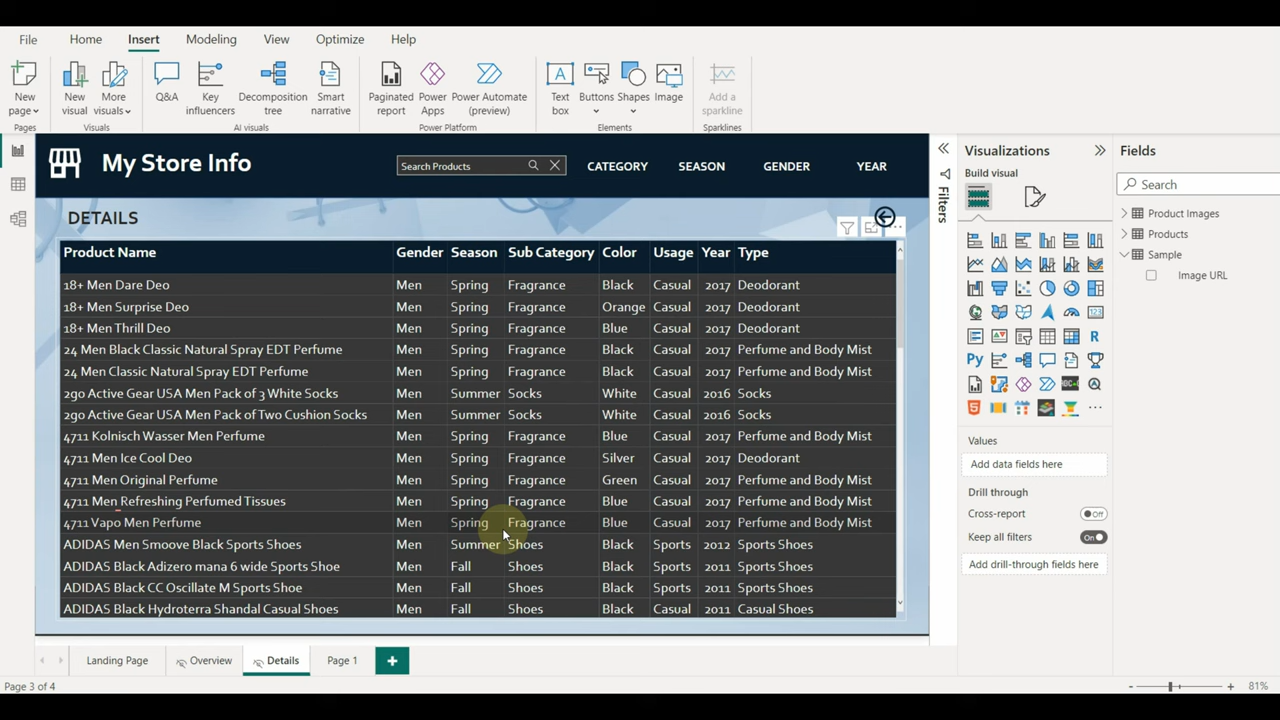 File Home Insert Modeling View Optimize Help
New page
New visual
More visuals
Pages
Visuals
Q&A
Key influencers
Decomposition tree
Smart narrative
AI visuals
Paginated report
Power Apps
Power Automate (preview)
Power Platform
Text box
Buttons
Shapes
Image
Elements
Add a sparkline
Sparklines
My Store Info
Search Products
CATEGORY SEASON GENDER YEAR
DETAILS
Product Name Gender Season Sub Category Color Usage Year Type
18+ Men Dare Deo Men Spring Fragrance Black Casual 2017 Deodorant
18+ Men Surprise Deo Men Spring Fragrance Orange Casual 2017 Deodorant
18+ Men Thrill Deo Men Spring Fragrance Blue Casual 2017 Deodorant
24 Men Black Classic Natural Spray EDT Perfume Men Spring Fragrance Black Casual 2017 Perfume and Body Mist
24 Men Classic Natural Spray EDT Perfume Men Spring Fragrance Black Casual 2017 Perfume and Body Mist
2go Active Gear USA Men Pack of 3 White Socks Men Summer Socks White Casual 2016 Socks
2go Active Gear USA Men Pack of Two Cushion Socks Men Summer Socks White Casual 2016 Socks
4711 Kolnisch Wasser Men Perfume Men Spring Fragrance Blue Casual 2017 Perfume and Body Mist
4711 Men Ice Cool Deo Men Spring Fragrance Silver Casual 2017 Deodorant
4711 Men Original Perfume Men Spring Fragrance Green Casual 2017 Perfume and Body Mist
4711 Men Refreshing Perfumed Tissues Men Spring Fragrance Blue Casual 2017 Perfume and Body Mist
4711 Vapo Men Perfume Men Spring Fragrance Blue Casual 2017 Perfume and Body Mist
ADIDAS Men Smoove Black Sports Shoes Men Summer Shoes Black Sports 2012 Sports Shoes
ADIDAS Black Adizero mana 6 wide Sports Shoe Men Fall Shoes Black Sports 2011 Sports Shoes
ADIDAS Black CC Oscillate M Sports Shoe Men Fall Shoes Black Sports 2011 Sports Shoes
ADIDAS Black Hydroterra Shandal Casual Shoes Men Fall Shoes Black Casual 2011 Casual Shoes
Filters
Visualizations
Build visual
R
Py
Values
Add data fields here
Drill through
Cross-report Off
Keep all filters On
Add drill-through fields here
Fields
Search
Product Images
Products
Sample
Image URL
Landing Page Overview Details Page 1
Page 3 of 4
81%